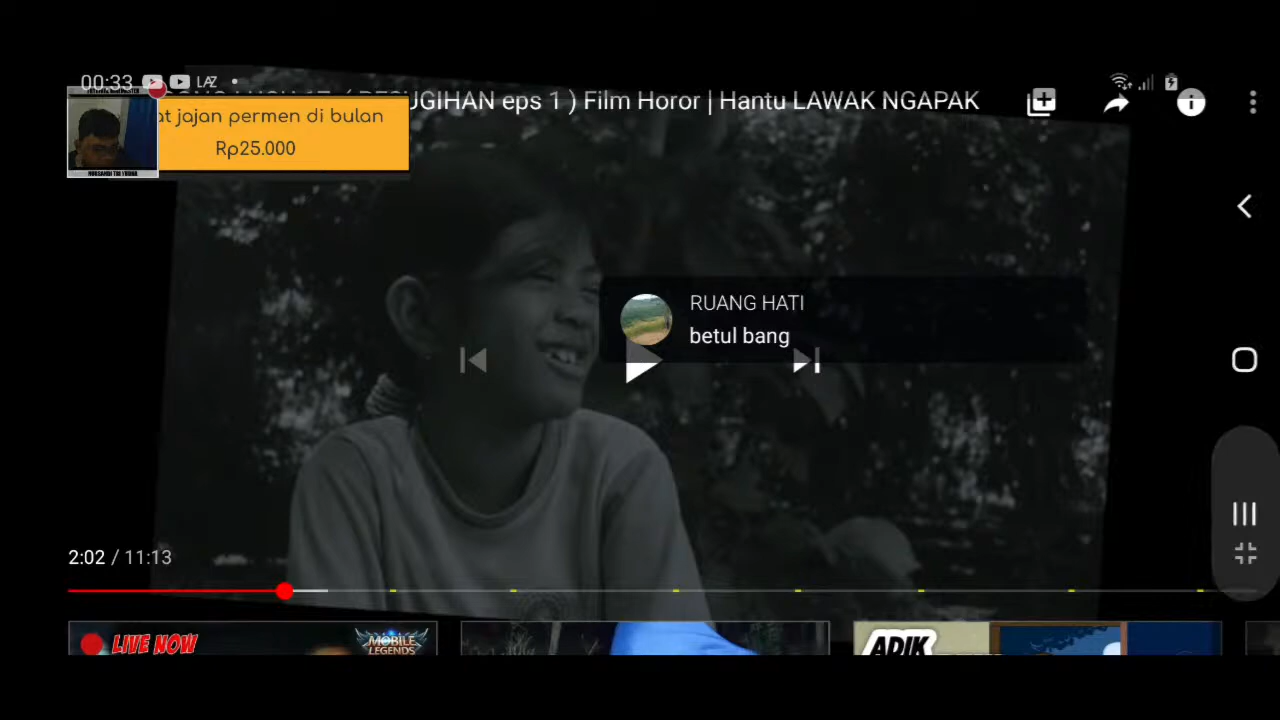 00:33 LAZ
UGIHAN eps 1 ) Film Horor | Hantu LAWAK NGAPAK
at jajan permen di bulan
Rp25.000
RUANG HATI
betul bang
2:02 / 11:13
LIVE NOW
MOBILE
LEGENDS
ADIK